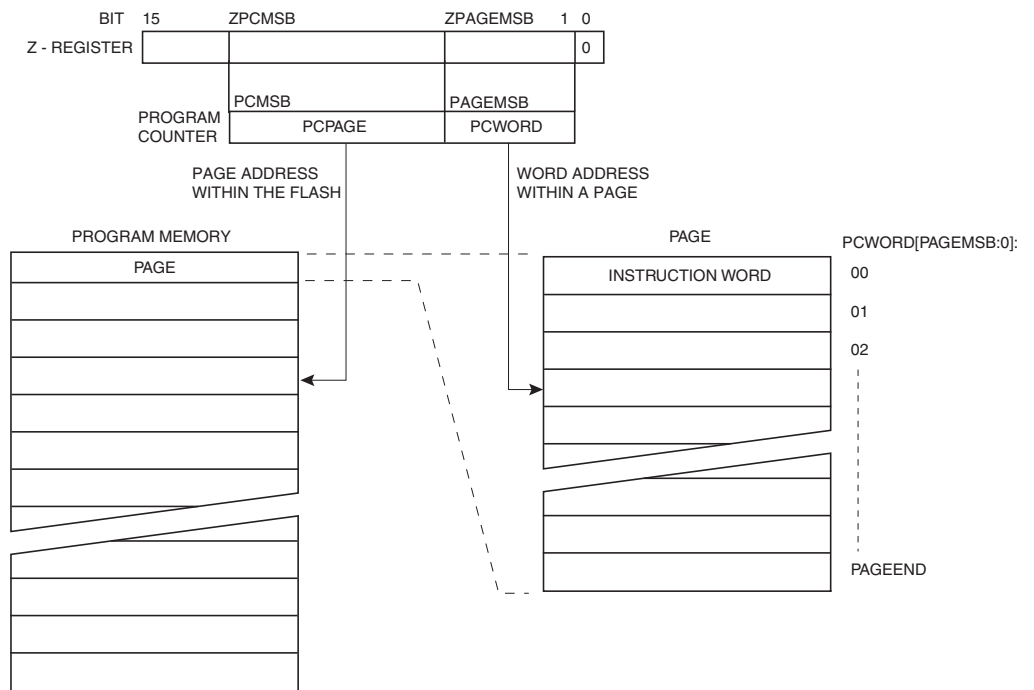 BIT 15 ZPCMSB ZPAGEMSB 1 0
Z - REGISTER 0
PCMSB PAGEMSB
PROGRAM
COUNTER
PCPAGE PCWORD
PAGE ADDRESS
WITHIN THE FLASH
WORD ADDRESS
WITHIN A PAGE
PROGRAM MEMORY
PAGE
PAGE
INSTRUCTION WORD
PCWORD[PAGEMSB:0]:
00
01
02
PAGEEND